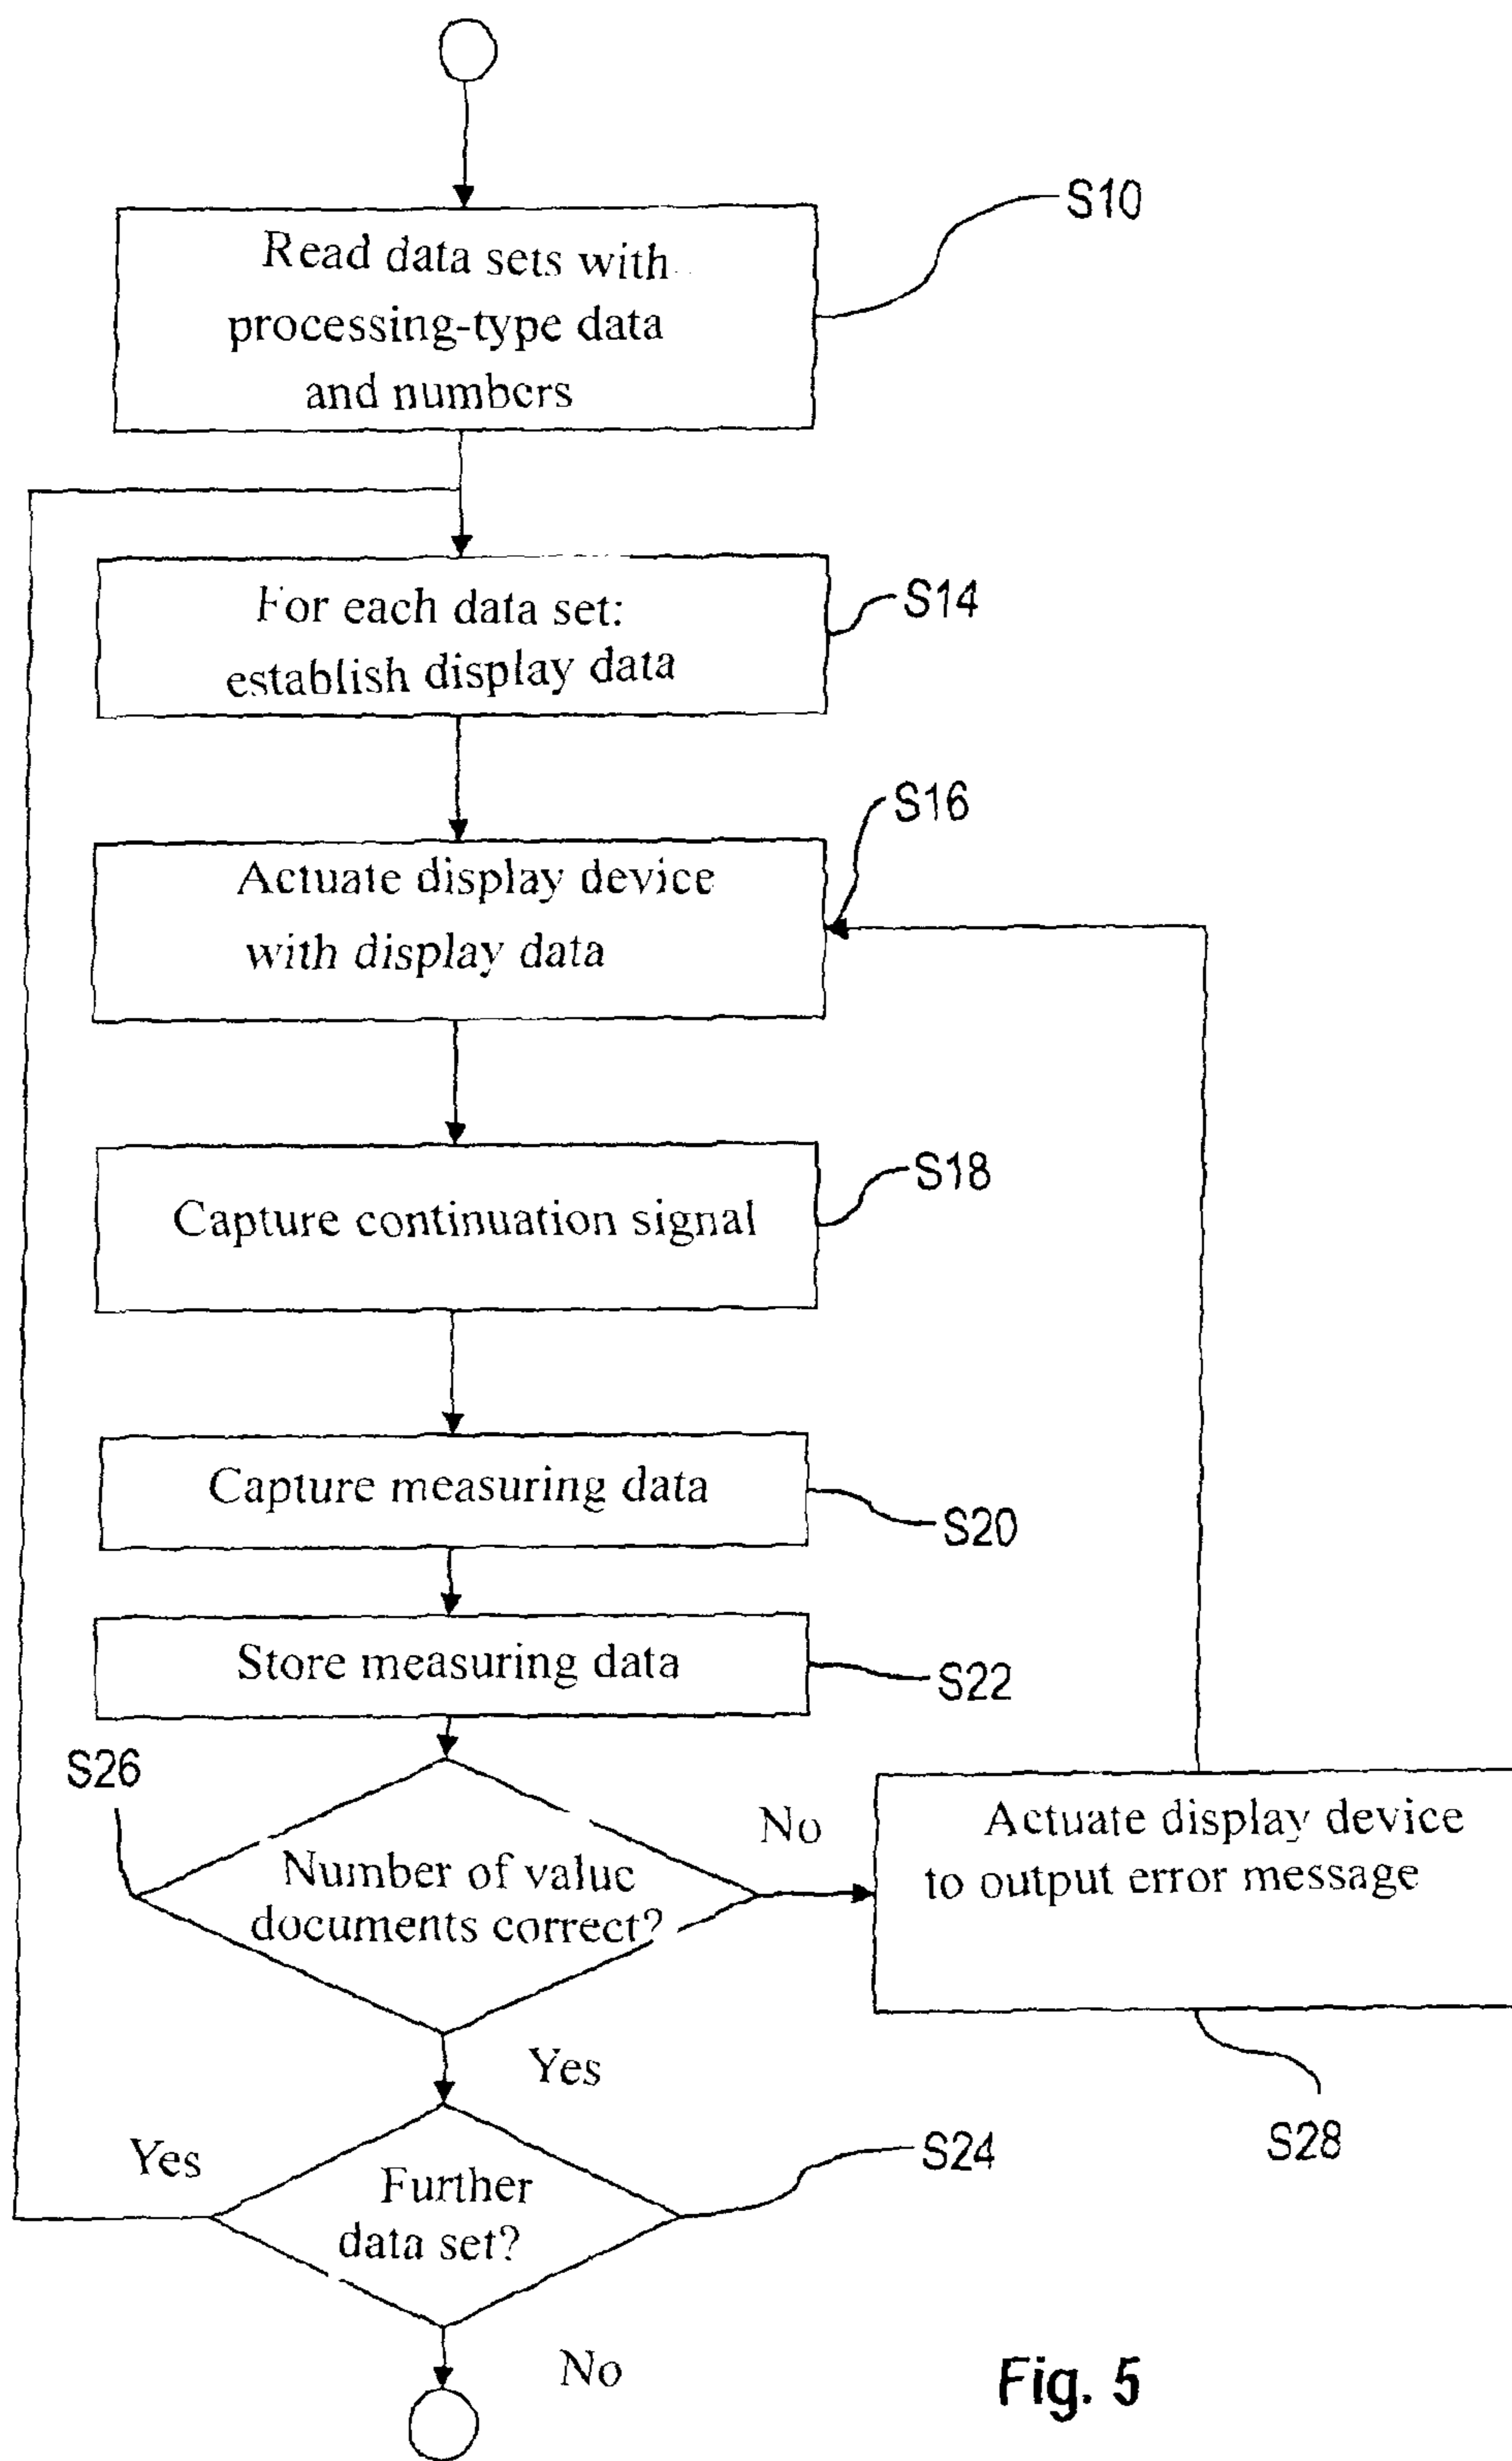 S10
Read data sets with
processing-type data
and numbers
For each data set:
establish display data
S14
S16
Actuate display device
with display data
Capture continuation signal
S18
Capture measuring data
S20
Store measuring data
S22
S26
Number of value
documents correct?
No
Actuate display device
to output error message
Yes
S28
Yes
Further
data set?
S24
No
Fig. 5